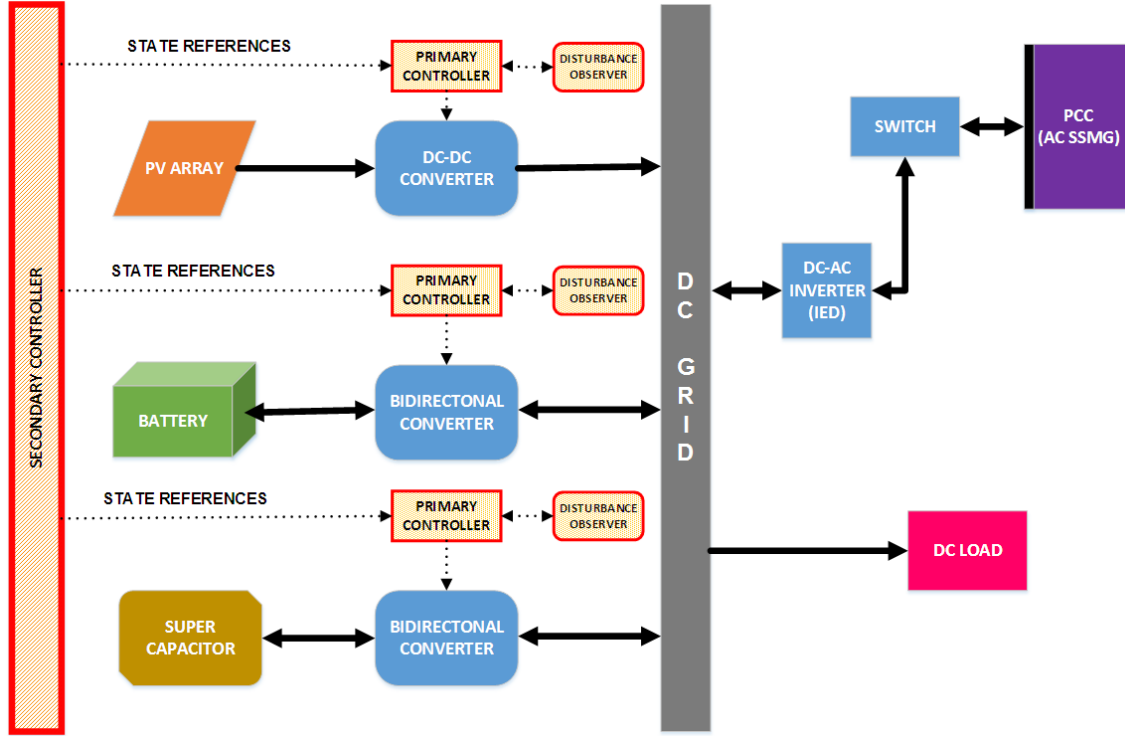 SECONDARY CONTROLLER
STATE REFERENCES
PRIMARY
CONTROLLER
DISTURBANCE
OBSERVER
PV ARRAY
DC-DC
CONVERTER
STATE REFERENCES
PRIMARY
CONTROLLER
DISTURBANCE
OBSERVER
BATTERY
BIDIRECTONAL
CONVERTER
STATE REFERENCES
PRIMARY
CONTROLLER
DISTURBANCE
OBSERVER
SUPER
CAPACITOR
BIDIRECTONAL
CONVERTER
DC GRID
SWITCH
PCC
(AC SSMG)
DC-AC
INVERTER
(IED)
DC LOAD